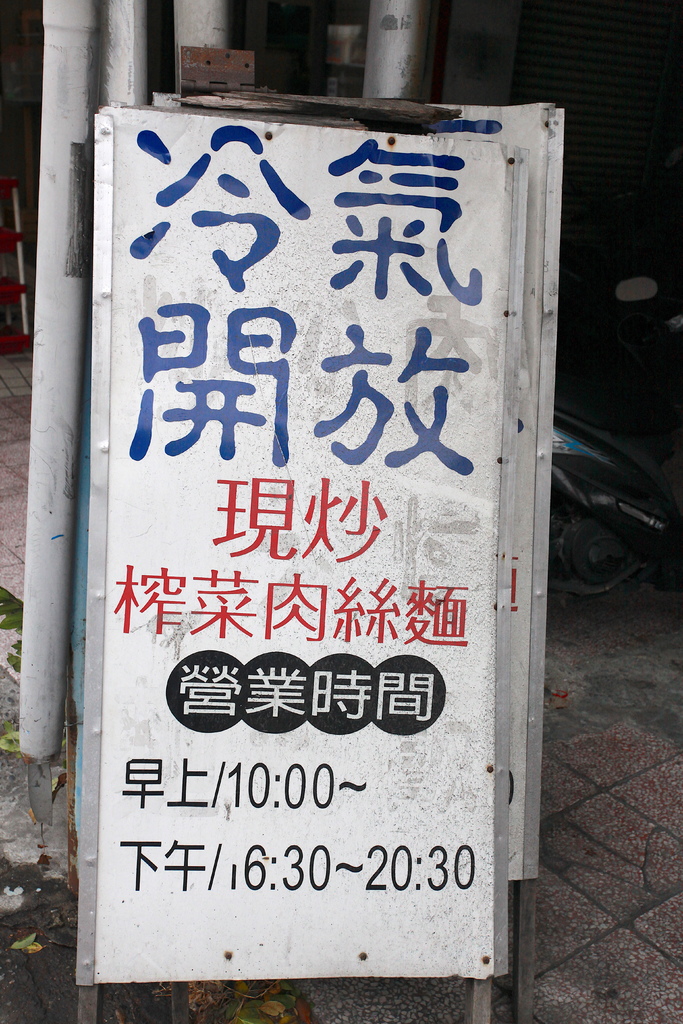 冷氣
開放
現炒
榨菜肉絲麵
營業時間
早上/10:00~
下午/16:30~20:30